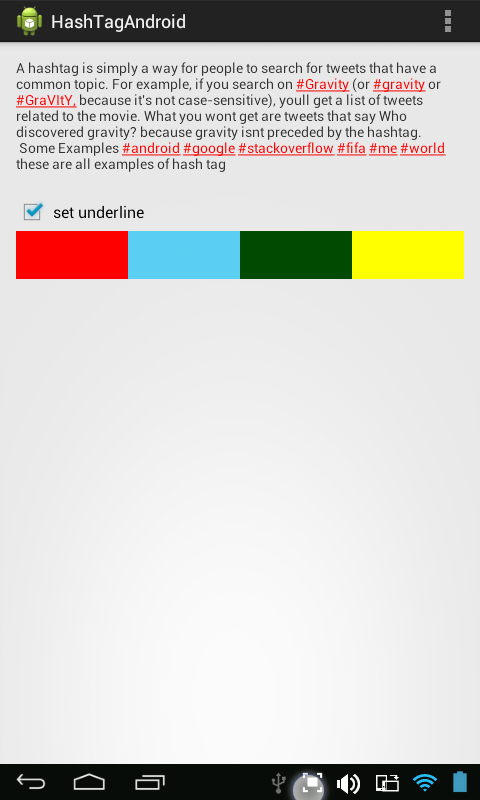 HashTagAndroid
A hashtag is simply a way for people to search for tweets that have a
common topic. For example, if you search on #Gravity (or #gravity or
#GraVItY, because it's not case-sensitive), youll get a list of tweets
related to the movie. What you wont get are tweets that say Who
discovered gravity? because gravity isnt preceded by the hashtag.
Some Examples #android #google #stackoverflow #fifa #me #world
these are all examples of hash tag
set underline